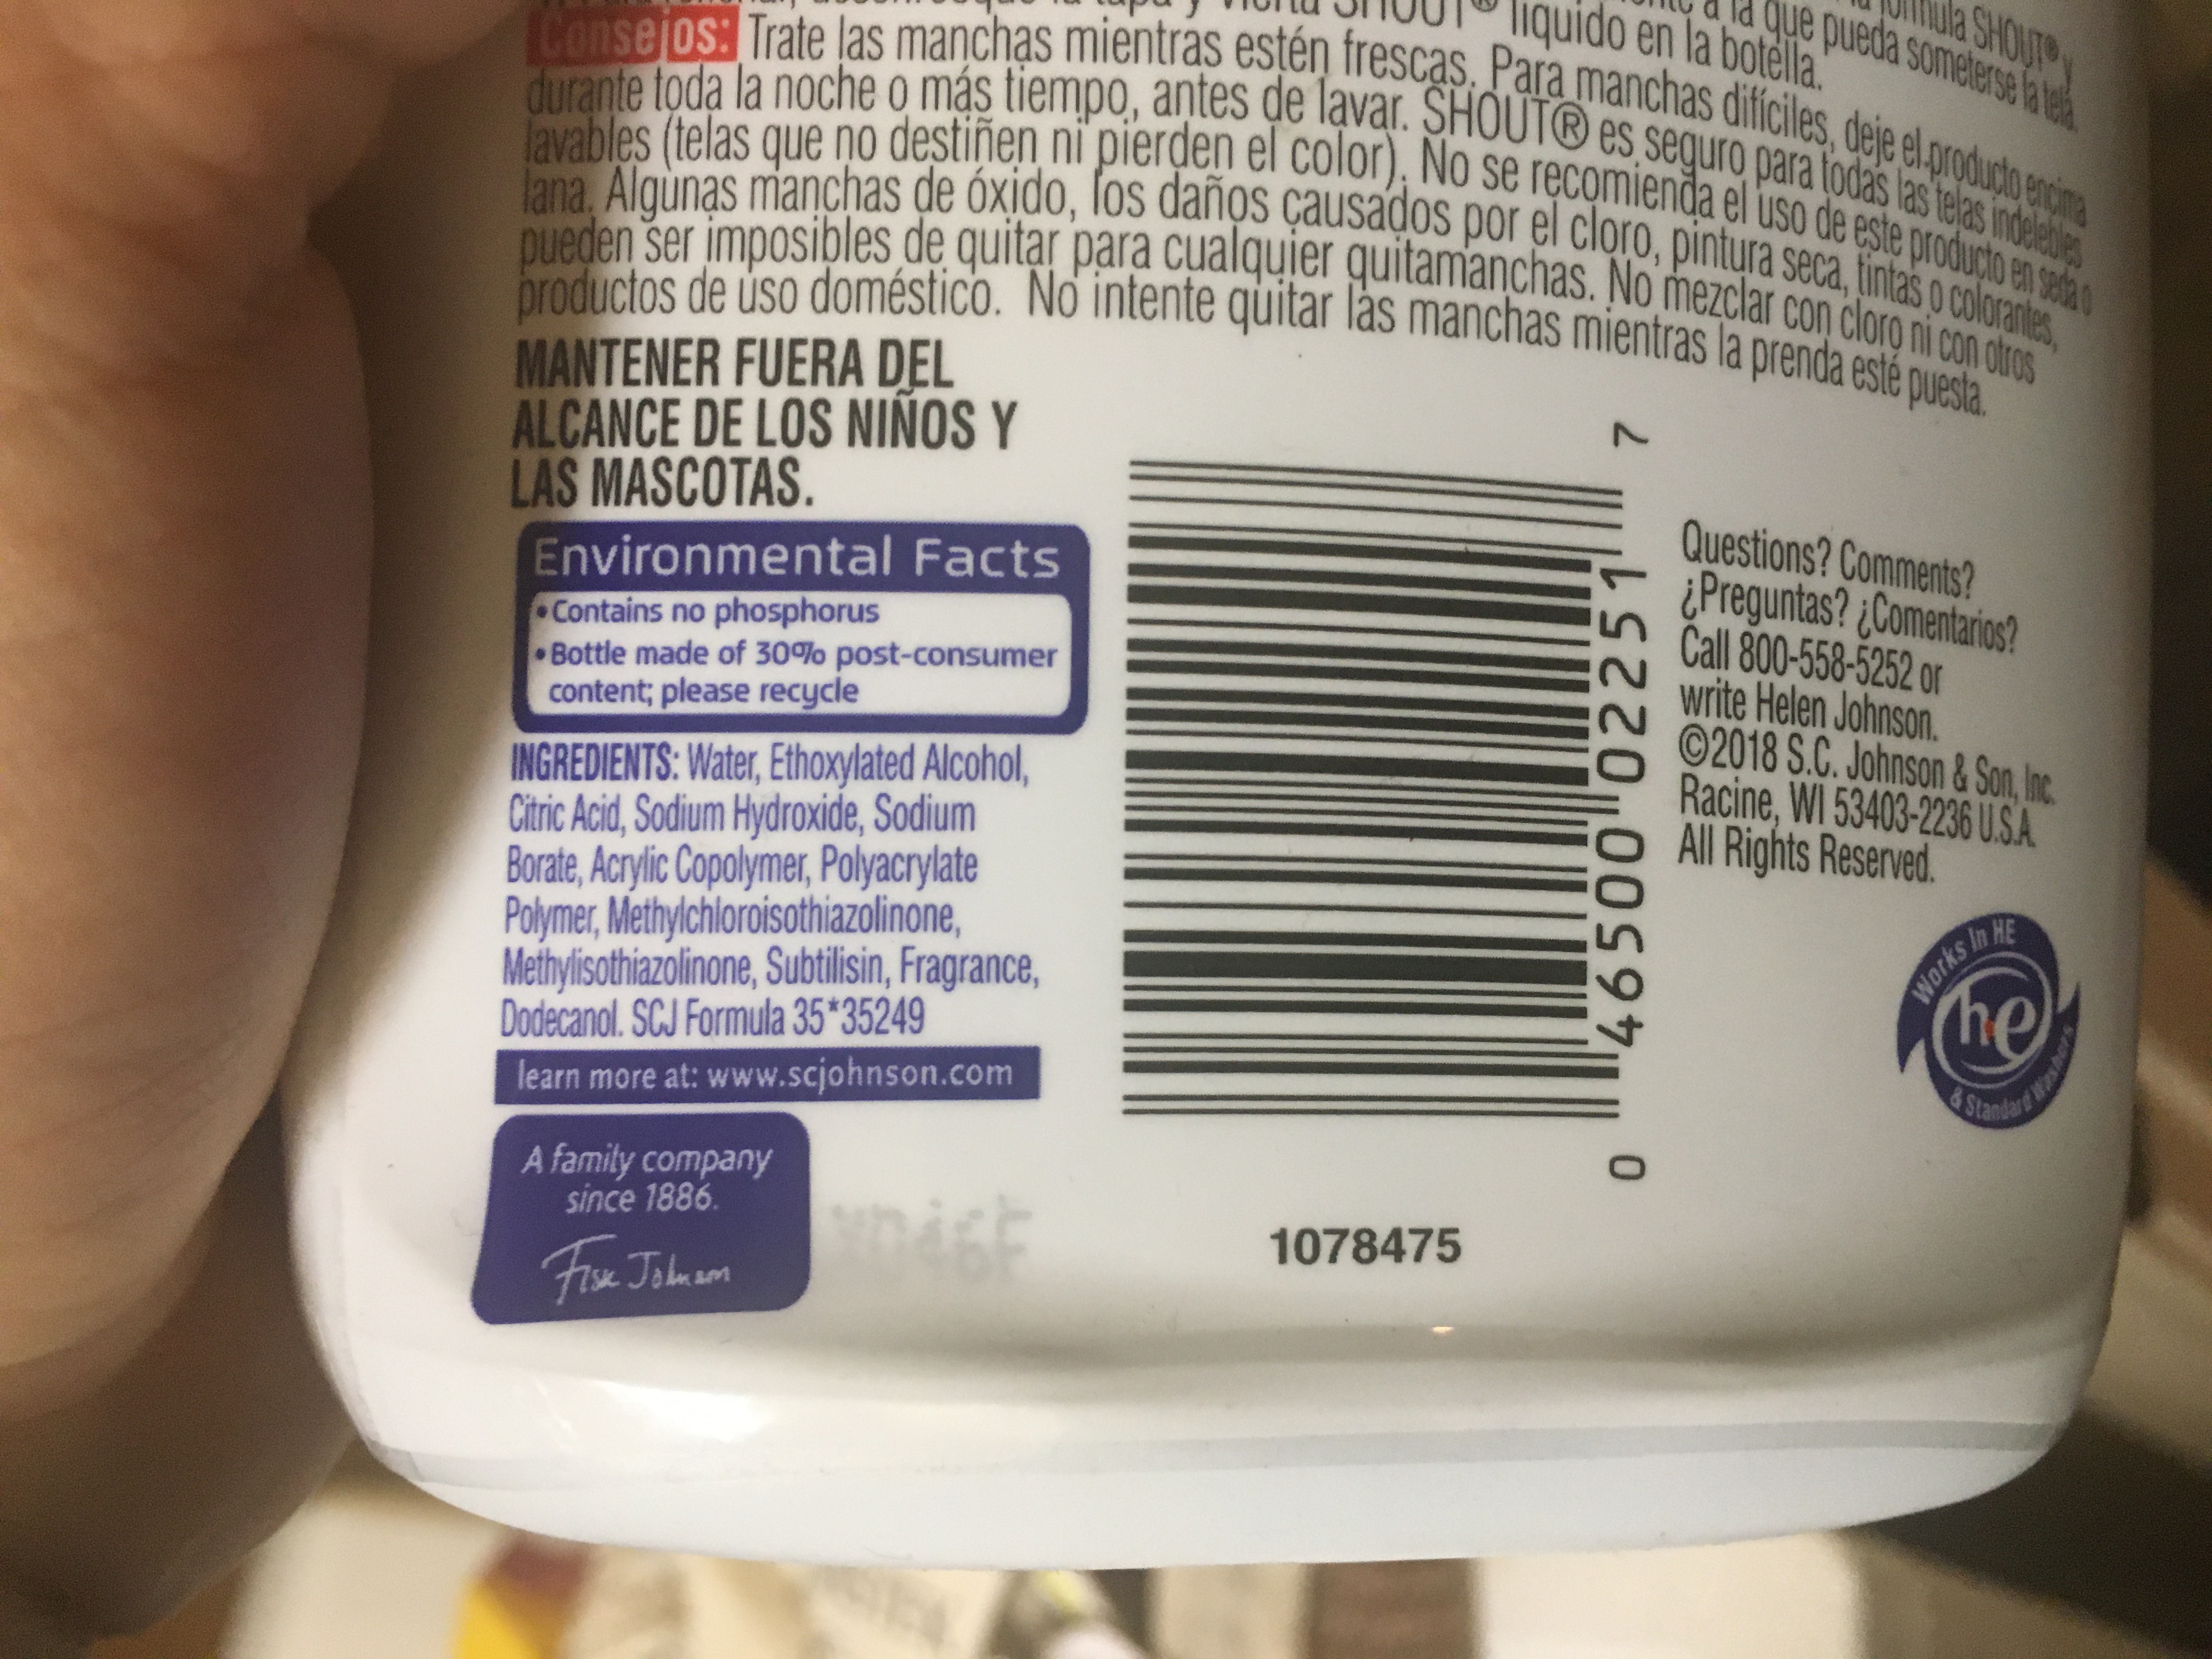 liquido en la botella.
Consejos: Trate las manchas mientras estén frescas. Para manchas difíciles, deje el producto encima
durante toda la noche o más tiempo, antes de lavar. SHOUT® es seguro para todas las telas indelebles
lavables (telas que no destiñen ni pierden el color). No se recomienda el uso de este producto en seda o
lana. Algunas manchas de óxido, los daños causados por el cloro, pintura seca, tintas o colorantes,
pueden ser imposibles de quitar para cualquier quitamanchas. No mezclar con cloro ni con otros
productos de uso doméstico. No intente quitar las manchas mientras la prenda esté puesta.
MANTENER FUERA DEL
ALCANCE DE LOS NIÑOS Y
LAS MASCOTAS.
Environmental Facts
• Contains no phosphorus
• Bottle made of 30% post-consumer
content; please recycle
INGREDIENTS: Water, Ethoxylated Alcohol,
Citric Acid, Sodium Hydroxide, Sodium
Borate, Acrylic Copolymer, Polyacrylate
Polymer, Methylchloroisothiazolinone,
Methylisothiazolinone, Subtilisin, Fragrance,
Dodecanol. SCJ Formula 35*35249
learn more at: www.scjohnson.com
A family company
since 1886.
Fisk Johnson
0 46500 02251 7
1078475
Questions? Comments?
¿Preguntas? ¿Comentarios?
Call 800-558-5252 or
write Helen Johnson.
©2018 S.C. Johnson & Son, Inc.
Racine, WI 53403-2236 U.S.A.
All Rights Reserved.
Works In HE
he
& Standard Washers